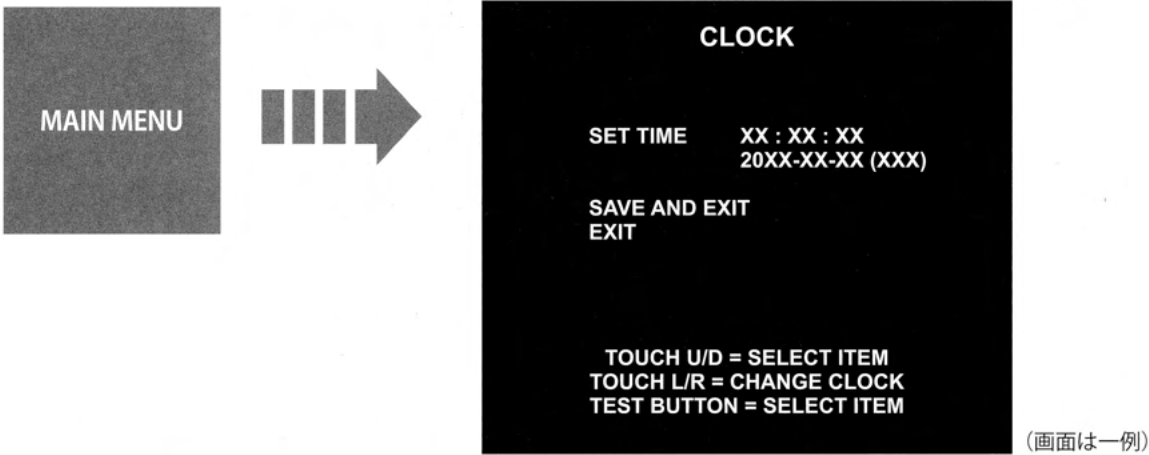 MAIN MENU
CLOCK
SET TIME XX : XX : XX
20XX-XX-XX (XXX)
SAVE AND EXIT
EXIT
TOUCH U/D = SELECT ITEM
TOUCH L/R = CHANGE CLOCK
TEST BUTTON = SELECT ITEM
(画面は一例)